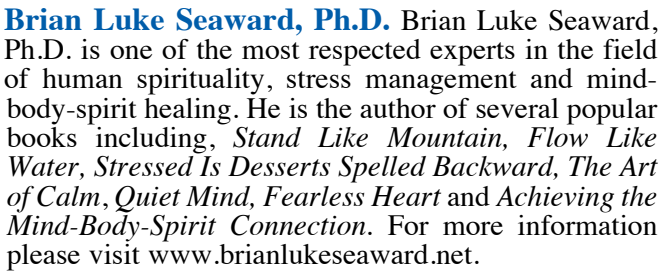 Brian Luke Seaward, Ph.D. Brian Luke Seaward,
Ph.D. is one of the most respected experts in the field
of human spirituality, stress management and mind-
body-spirit healing. He is the author of several popular
books including, Stand Like Mountain, Flow Like
Water, Stressed Is Desserts Spelled Backward, The Art
of Calm, Quiet Mind, Fearless Heart and Achieving the
Mind-Body-Spirit Connection. For more information
please visit www.brianlukeseaward.net.